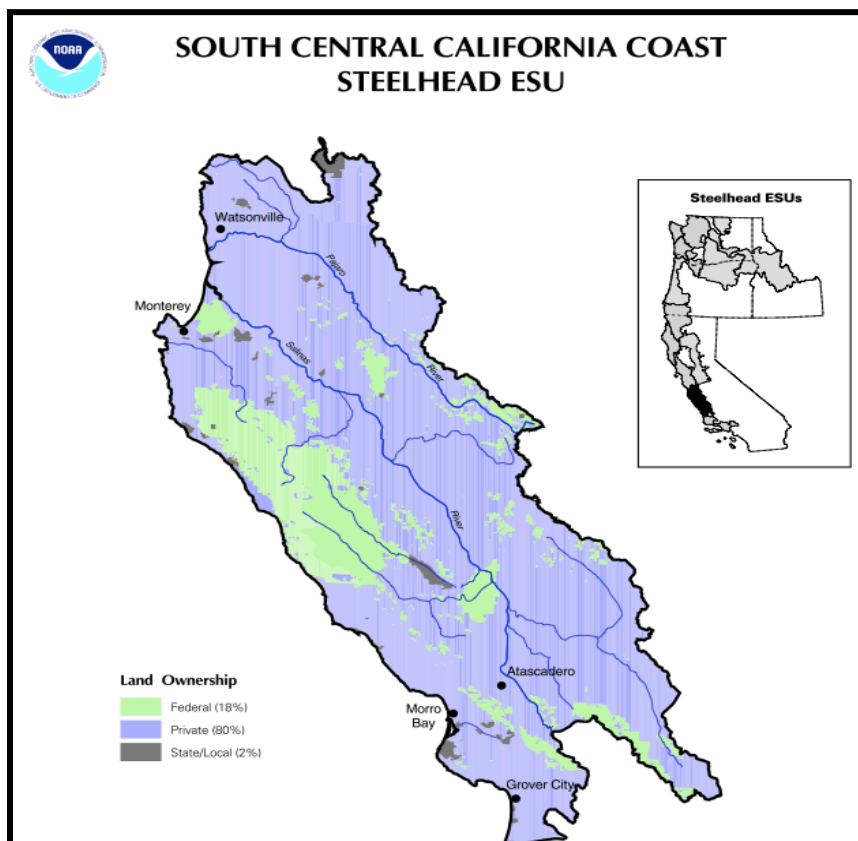 NOAA
SOUTH CENTRAL CALIFORNIA COAST
STEELHEAD ESU
Steelhead ESUs
Watsonville
Pajaro
Monterey
Salinas
River
River
Land Ownership
Federal (18%)
Private (80%)
State/Local (2%)
Atascadero
Morro
Bay
Grover City